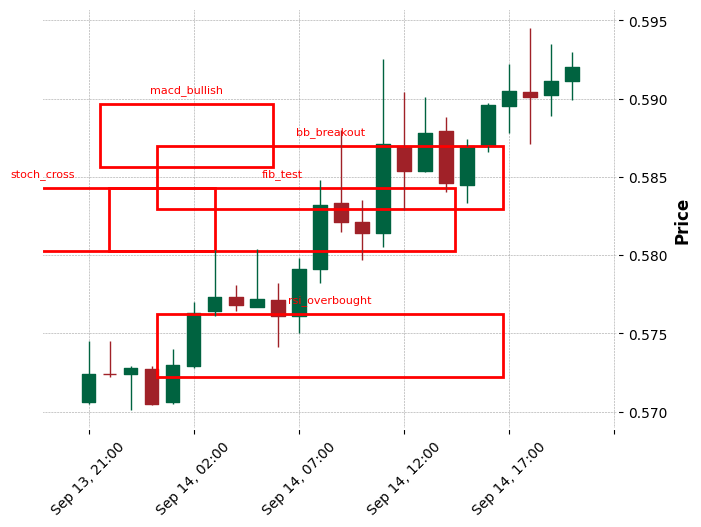 0.595
macd_bullish
0.590
bb_breakout
stoch_cross
fib_test
0.585
0.580
Price
rsi_overbought
0.575
0.570
Sep 13, 21:00
Sep 14, 02:00
Sep 14, 07:00
Sep 14, 12:00
Sep 14, 17:00